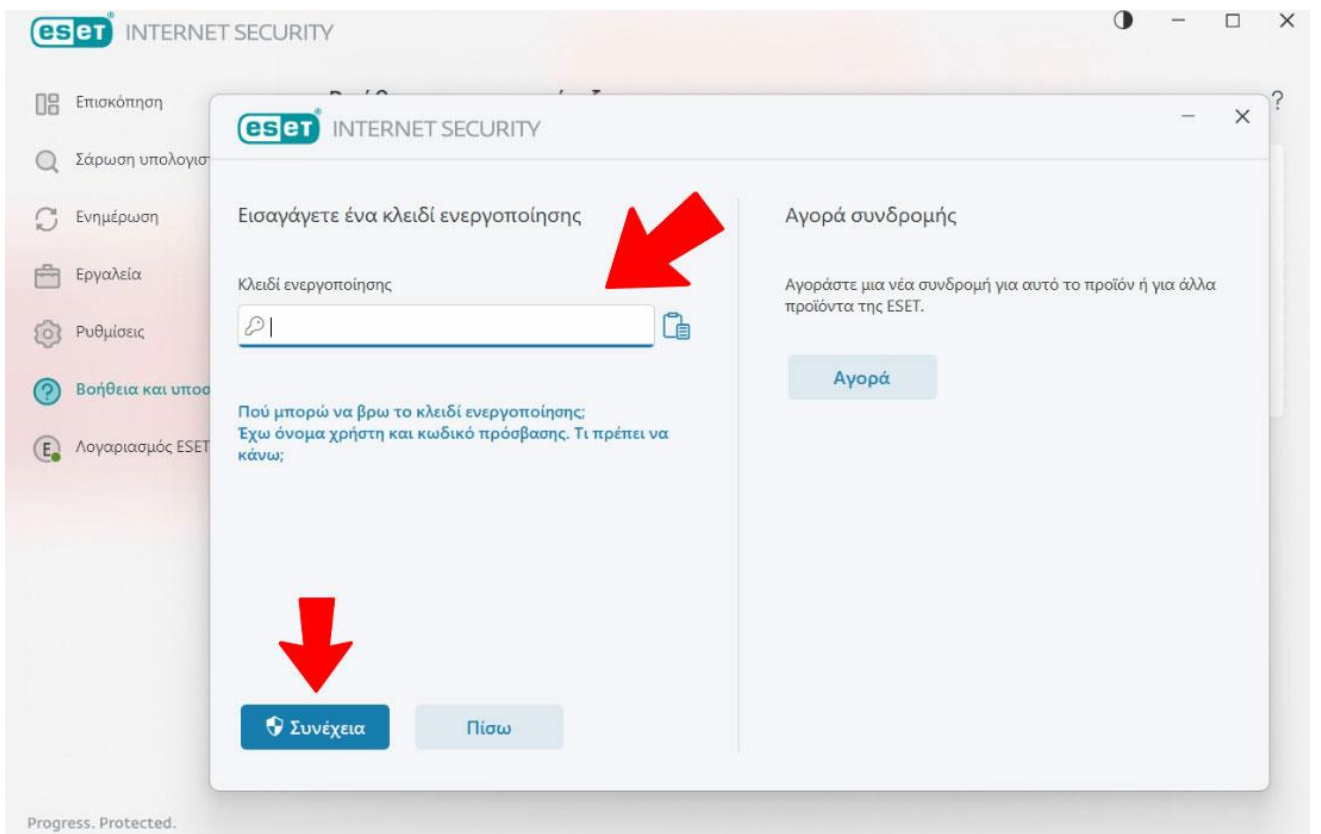 eset® INTERNET SECURITY
Επισκόπηση
?
Σάρωση υπολογισ
Ενημέρωση
Εργαλεία
Ρυθμίσεις
Βοήθεια και υποσ
E
Λογαριασμός ESET
Progress. Protected.
eset® INTERNET SECURITY
Εισαγάγετε ένα κλειδί ενεργοποίησης
Κλειδί ενεργοποίησης
Πού μπορώ να βρω το κλειδί ενεργοποίησης;
Έχω όνομα χρήστη και κωδικό πρόσβασης. Τι πρέπει να
κάνω;
Συνέχεια
Πίσω
Αγορά συνδρομής
Αγοράστε μια νέα συνδρομή για αυτό το προϊόν ή για άλλα
προϊόντα της ESET.
Αγορά